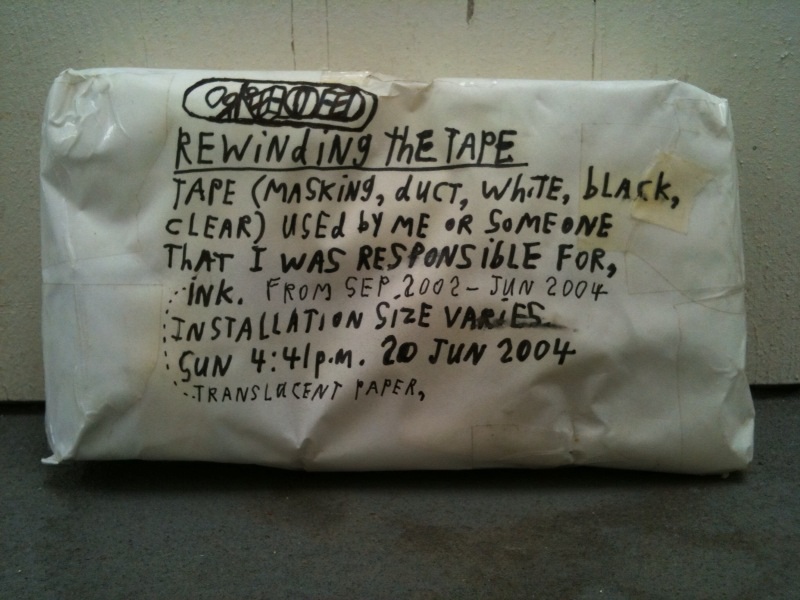 REWINDING THE TAPE
TAPE (MASKING, DUCT, WHITE, BLACK,
CLEAR) USED BY ME OR SOMEONE
THAT I WAS RESPONSIBLE FOR,
INK. FROM SEP. 2002 - JUN 2004
INSTALLATION SIZE VARIES
SUN 4:41p.m. 20 JUN 2004
TRANSLUCENT PAPER,